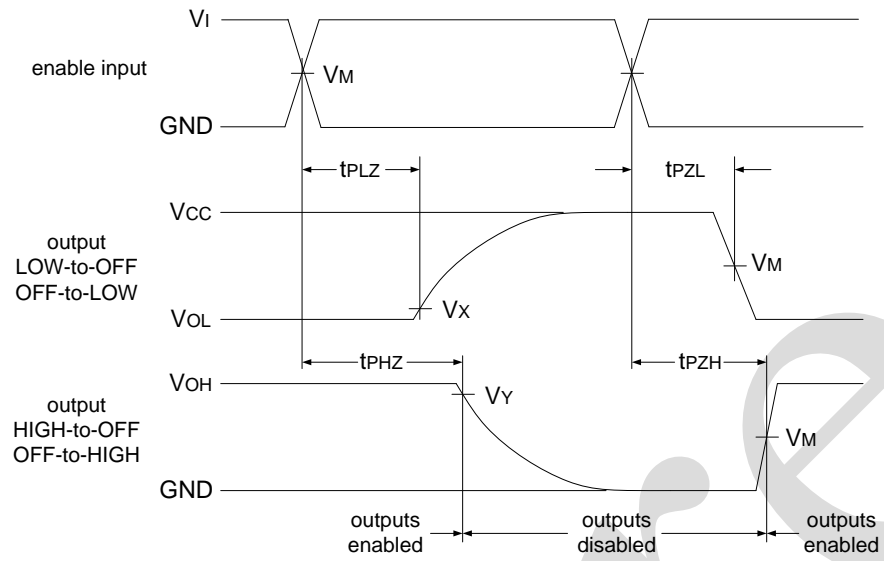 VI
enable input
VM
GND
tPLZ
tPZL
VCC
output
LOW-to-OFF
OFF-to-LOW
VM
VX
VOL
tPHZ
tPZH
VOH
VY
output
HIGH-to-OFF
OFF-to-HIGH
VM
GND
outputs
enabled
outputs
disabled
outputs
enabled